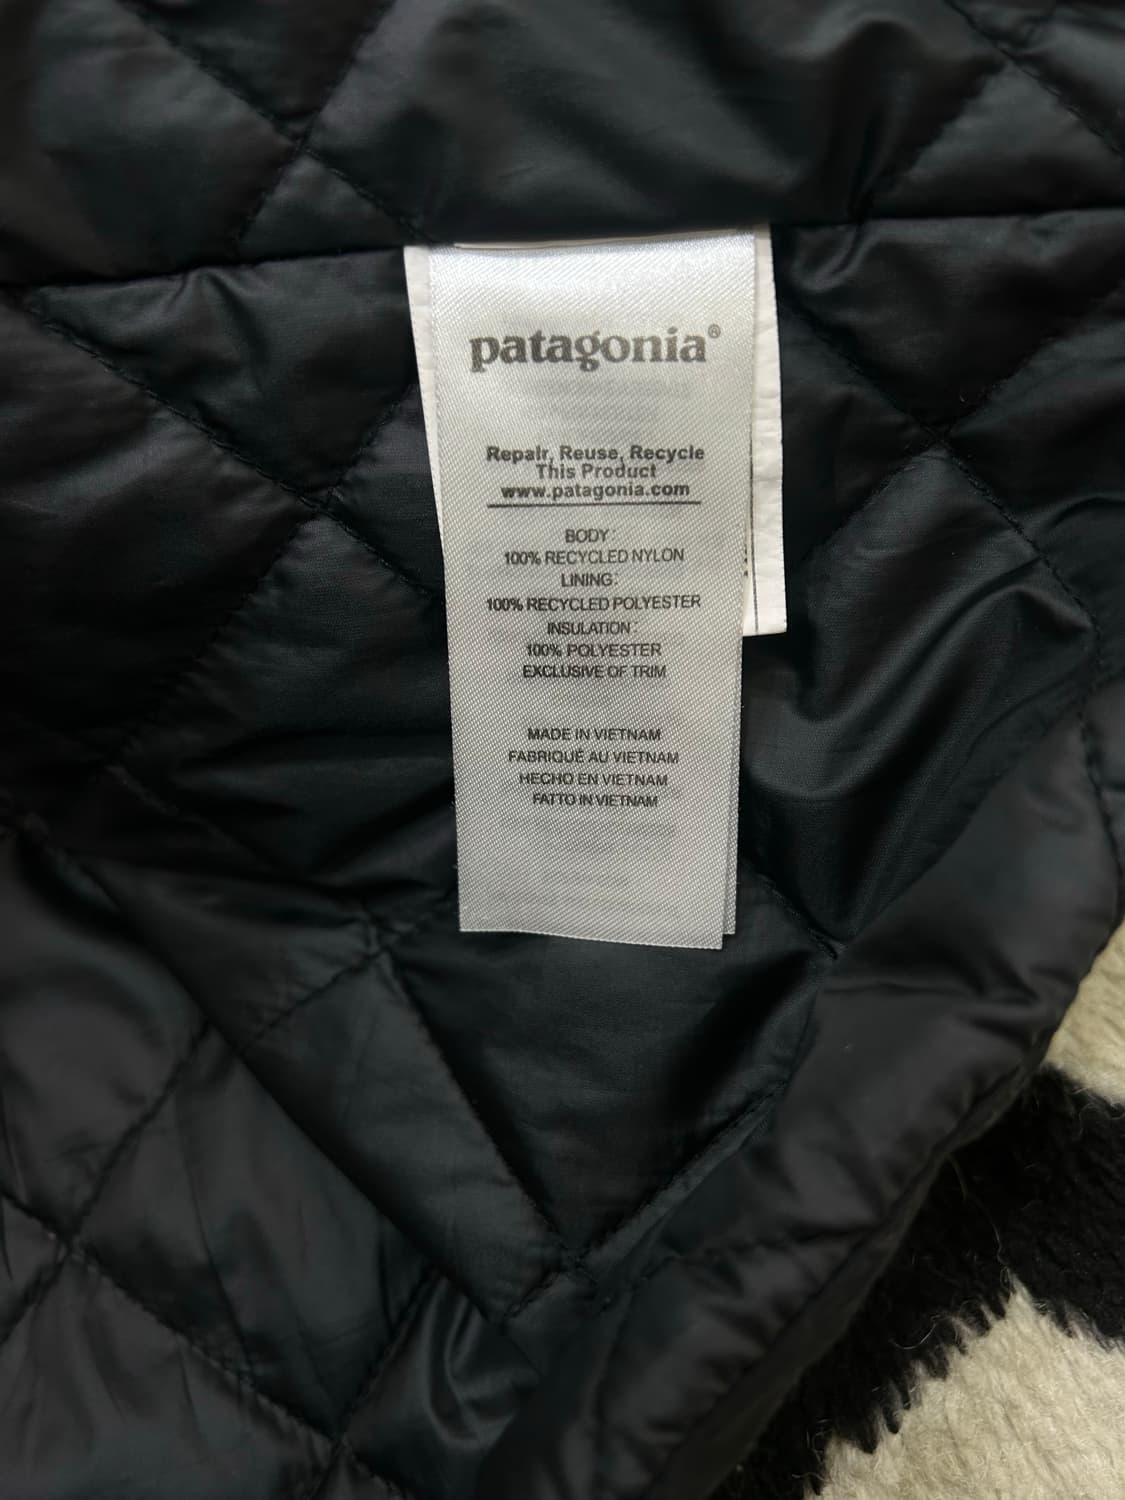 patagonia®
Repair, Reuse, Recycle
This Product
www.patagonia.com
BODY:
100% RECYCLED NYLON
LINING:
100% RECYCLED POLYESTER
INSULATION:
100% POLYESTER
EXCLUSIVE OF TRIM
MADE IN VIETNAM
FABRIQUÉ AU VIETNAM
HECHO EN VIETNAM
FATTO IN VIETNAM